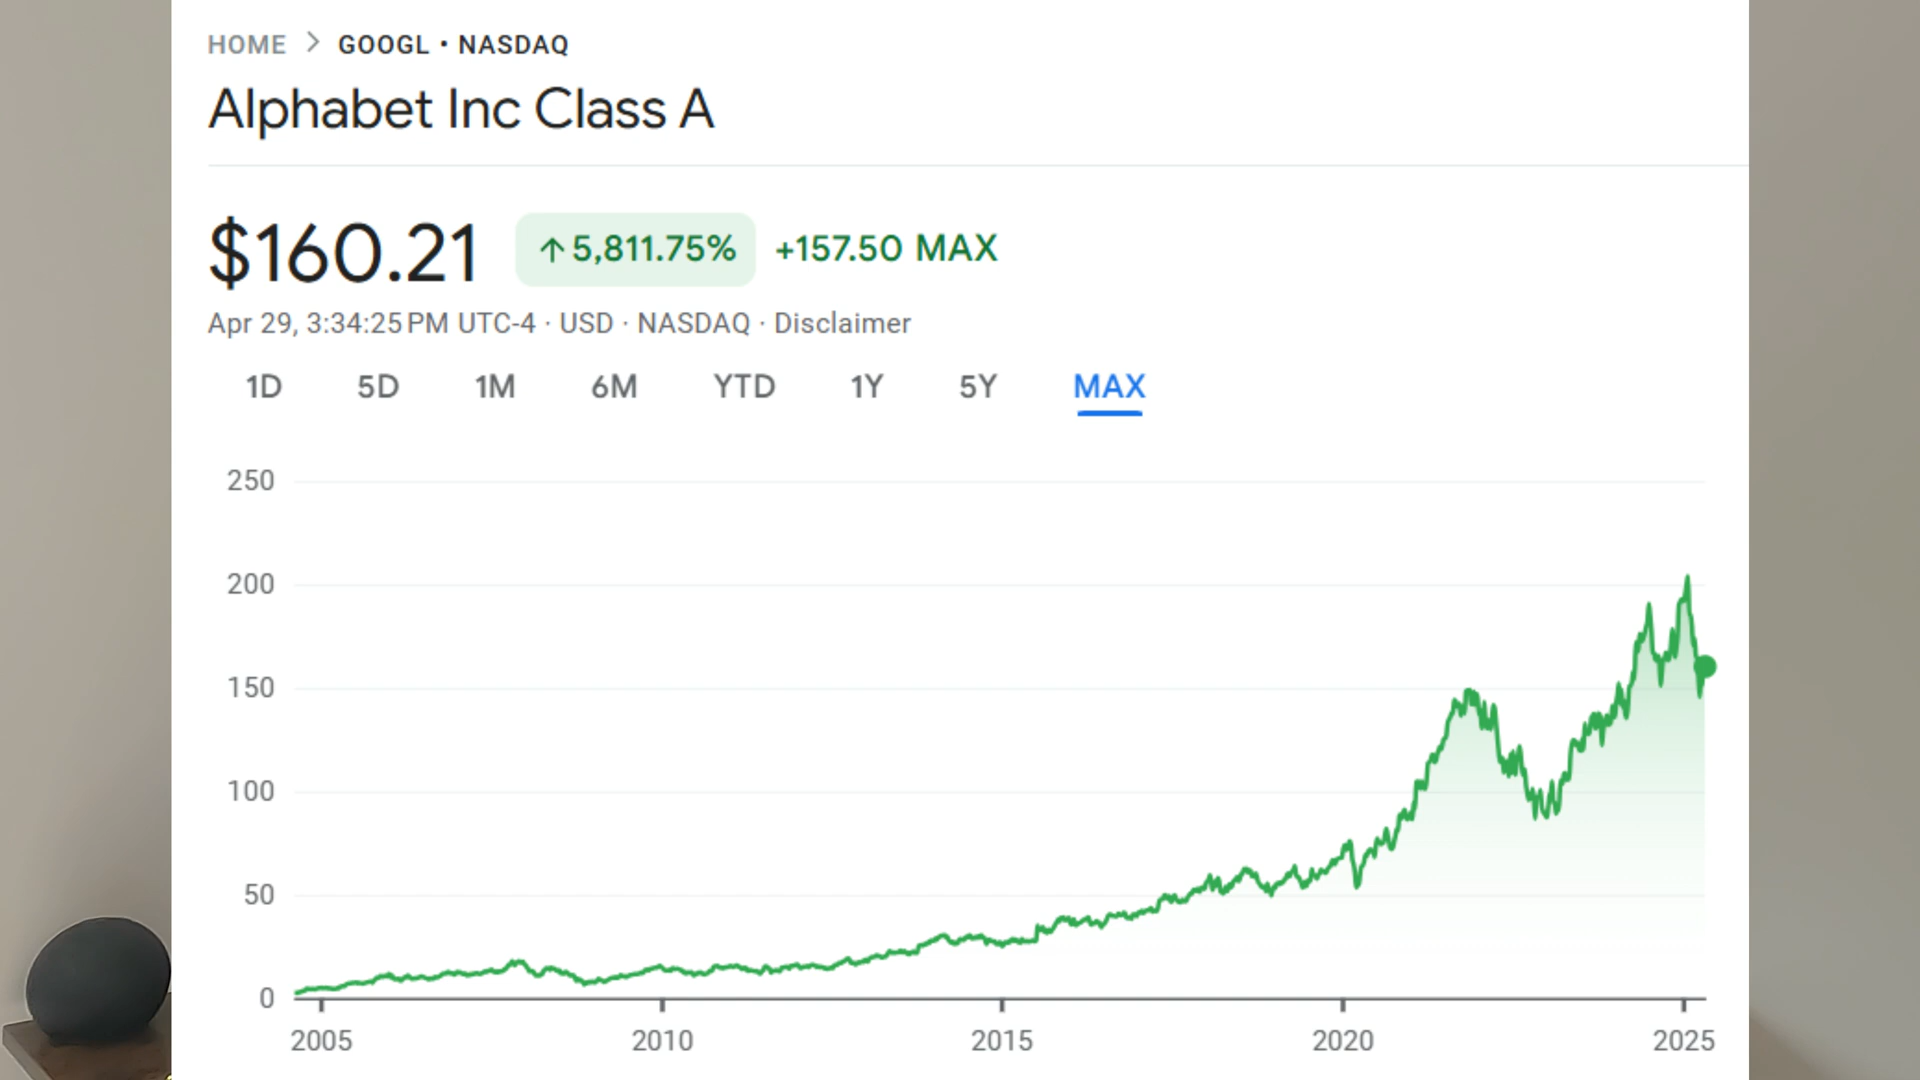 HOME > GOOGL • NASDAQ
Alphabet Inc Class A
$160.21 ↑ 5,811.75% +157.50 MAX
Apr 29, 3:34:25 PM UTC-4 · USD · NASDAQ · Disclaimer
1D 5D 1M 6M YTD 1Y 5Y MAX
250
200
150
100
50
0
2005 2010 2015 2020 2025